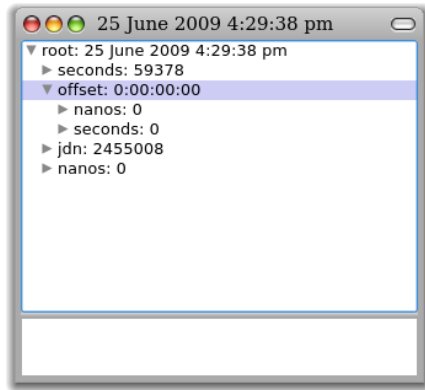 25 June 2009 4:29:38 pm
root: 25 June 2009 4:29:38 pm
seconds: 59378
offset: 0:00:00:00
nanos: 0
seconds: 0
jdn: 2455008
nanos: 0